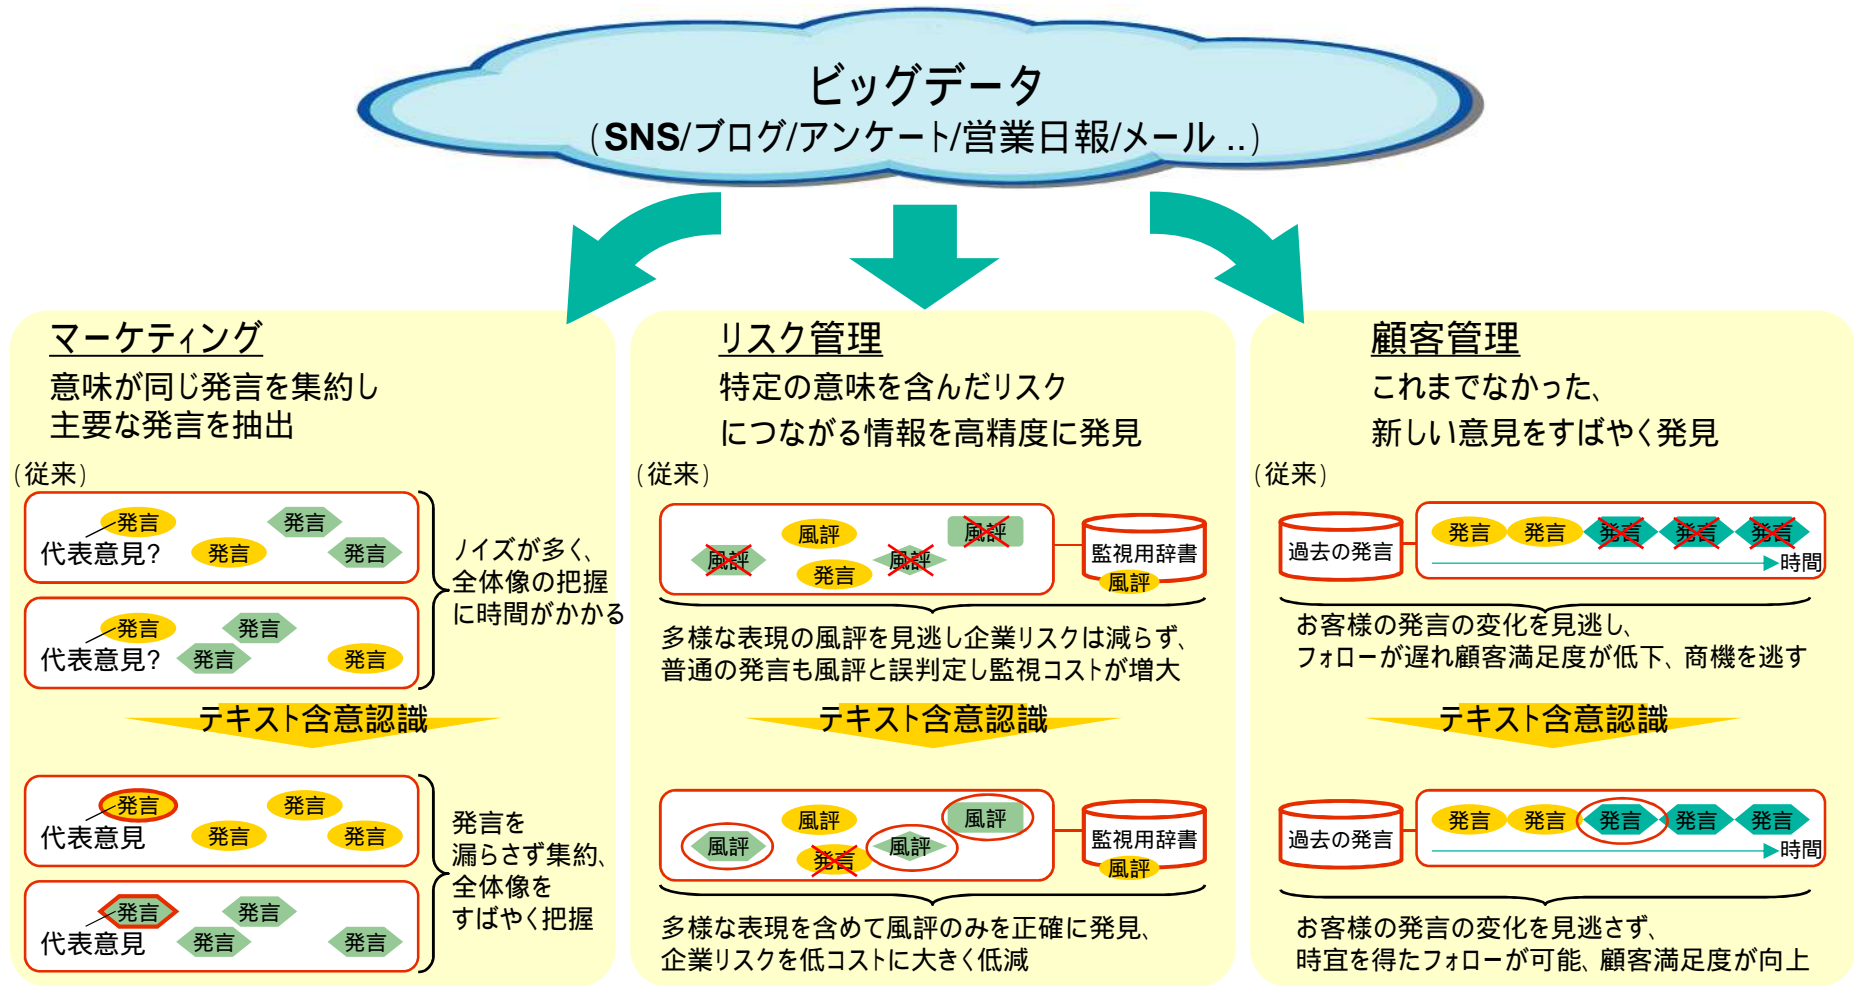 ビッグデータ
(SNS/ブログ/アンケート/営業日報/メール ..)
マーケティング
意味が同じ発言を集約し
主要な発言を抽出
(従来)
発言
発言
代表意見?
発言
発言
発言
発言
代表意見?
発言
発言
ノイズが多く、
全体像の把握
に時間がかかる
テキスト含意認識
発言
発言
代表意見
発言
発言
発言
発言
代表意見
発言
発言
発言を
漏らさず集約、
全体像を
すばやく把握
リスク管理
特定の意味を含んだリスク
につながる情報を高精度に発見
(従来)
風評
風評
風評
発言
風評
監視用辞書
風評
多様な表現の風評を見逃し企業リスクは減らず、
普通の発言も風評と誤判定し監視コストが増大
テキスト含意認識
風評
風評
風評
発言
風評
監視用辞書
風評
多様な表現を含めて風評のみを正確に発見、
企業リスクを低コストに大きく低減
顧客管理
これまでなかった、
新しい意見をすばやく発見
(従来)
過去の発言
発言 発言 発言 発言 発言
時間
お客様の発言の変化を見逃し、
フォローが遅れ顧客満足度が低下、商機を逃す
テキスト含意認識
過去の発言
発言 発言 発言 発言 発言
時間
お客様の発言の変化を見逃さず、
時宜を得たフォローが可能、顧客満足度が向上